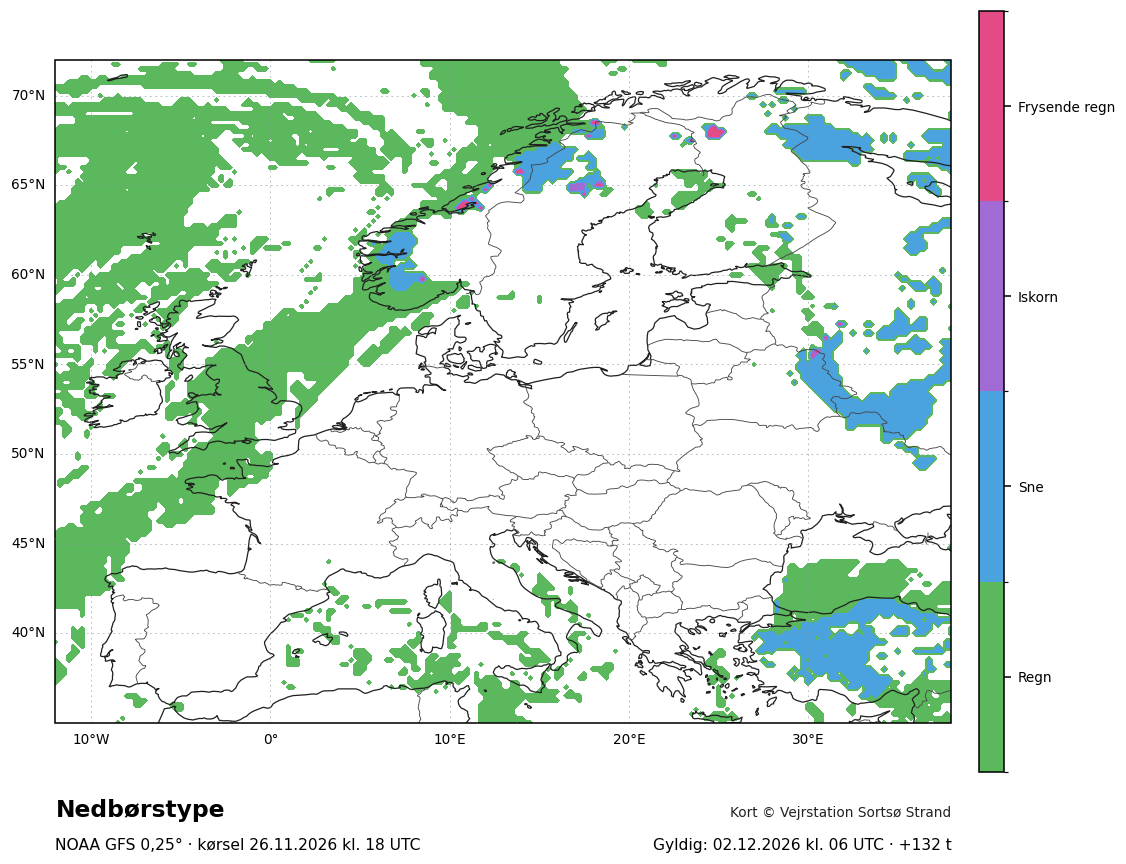 70°N
65°N
60°N
55°N
50°N
45°N
40°N
10°W
0°
10°E
20°E
30°E
Frysende regn
Iskorn
Sne
Regn
Nedbørstype
Kort © Vejrstation Sortsø Strand
NOAA GFS 0,25° · kørsel 26.11.2026 kl. 18 UTC
Gyldig: 02.12.2026 kl. 06 UTC · +132 t